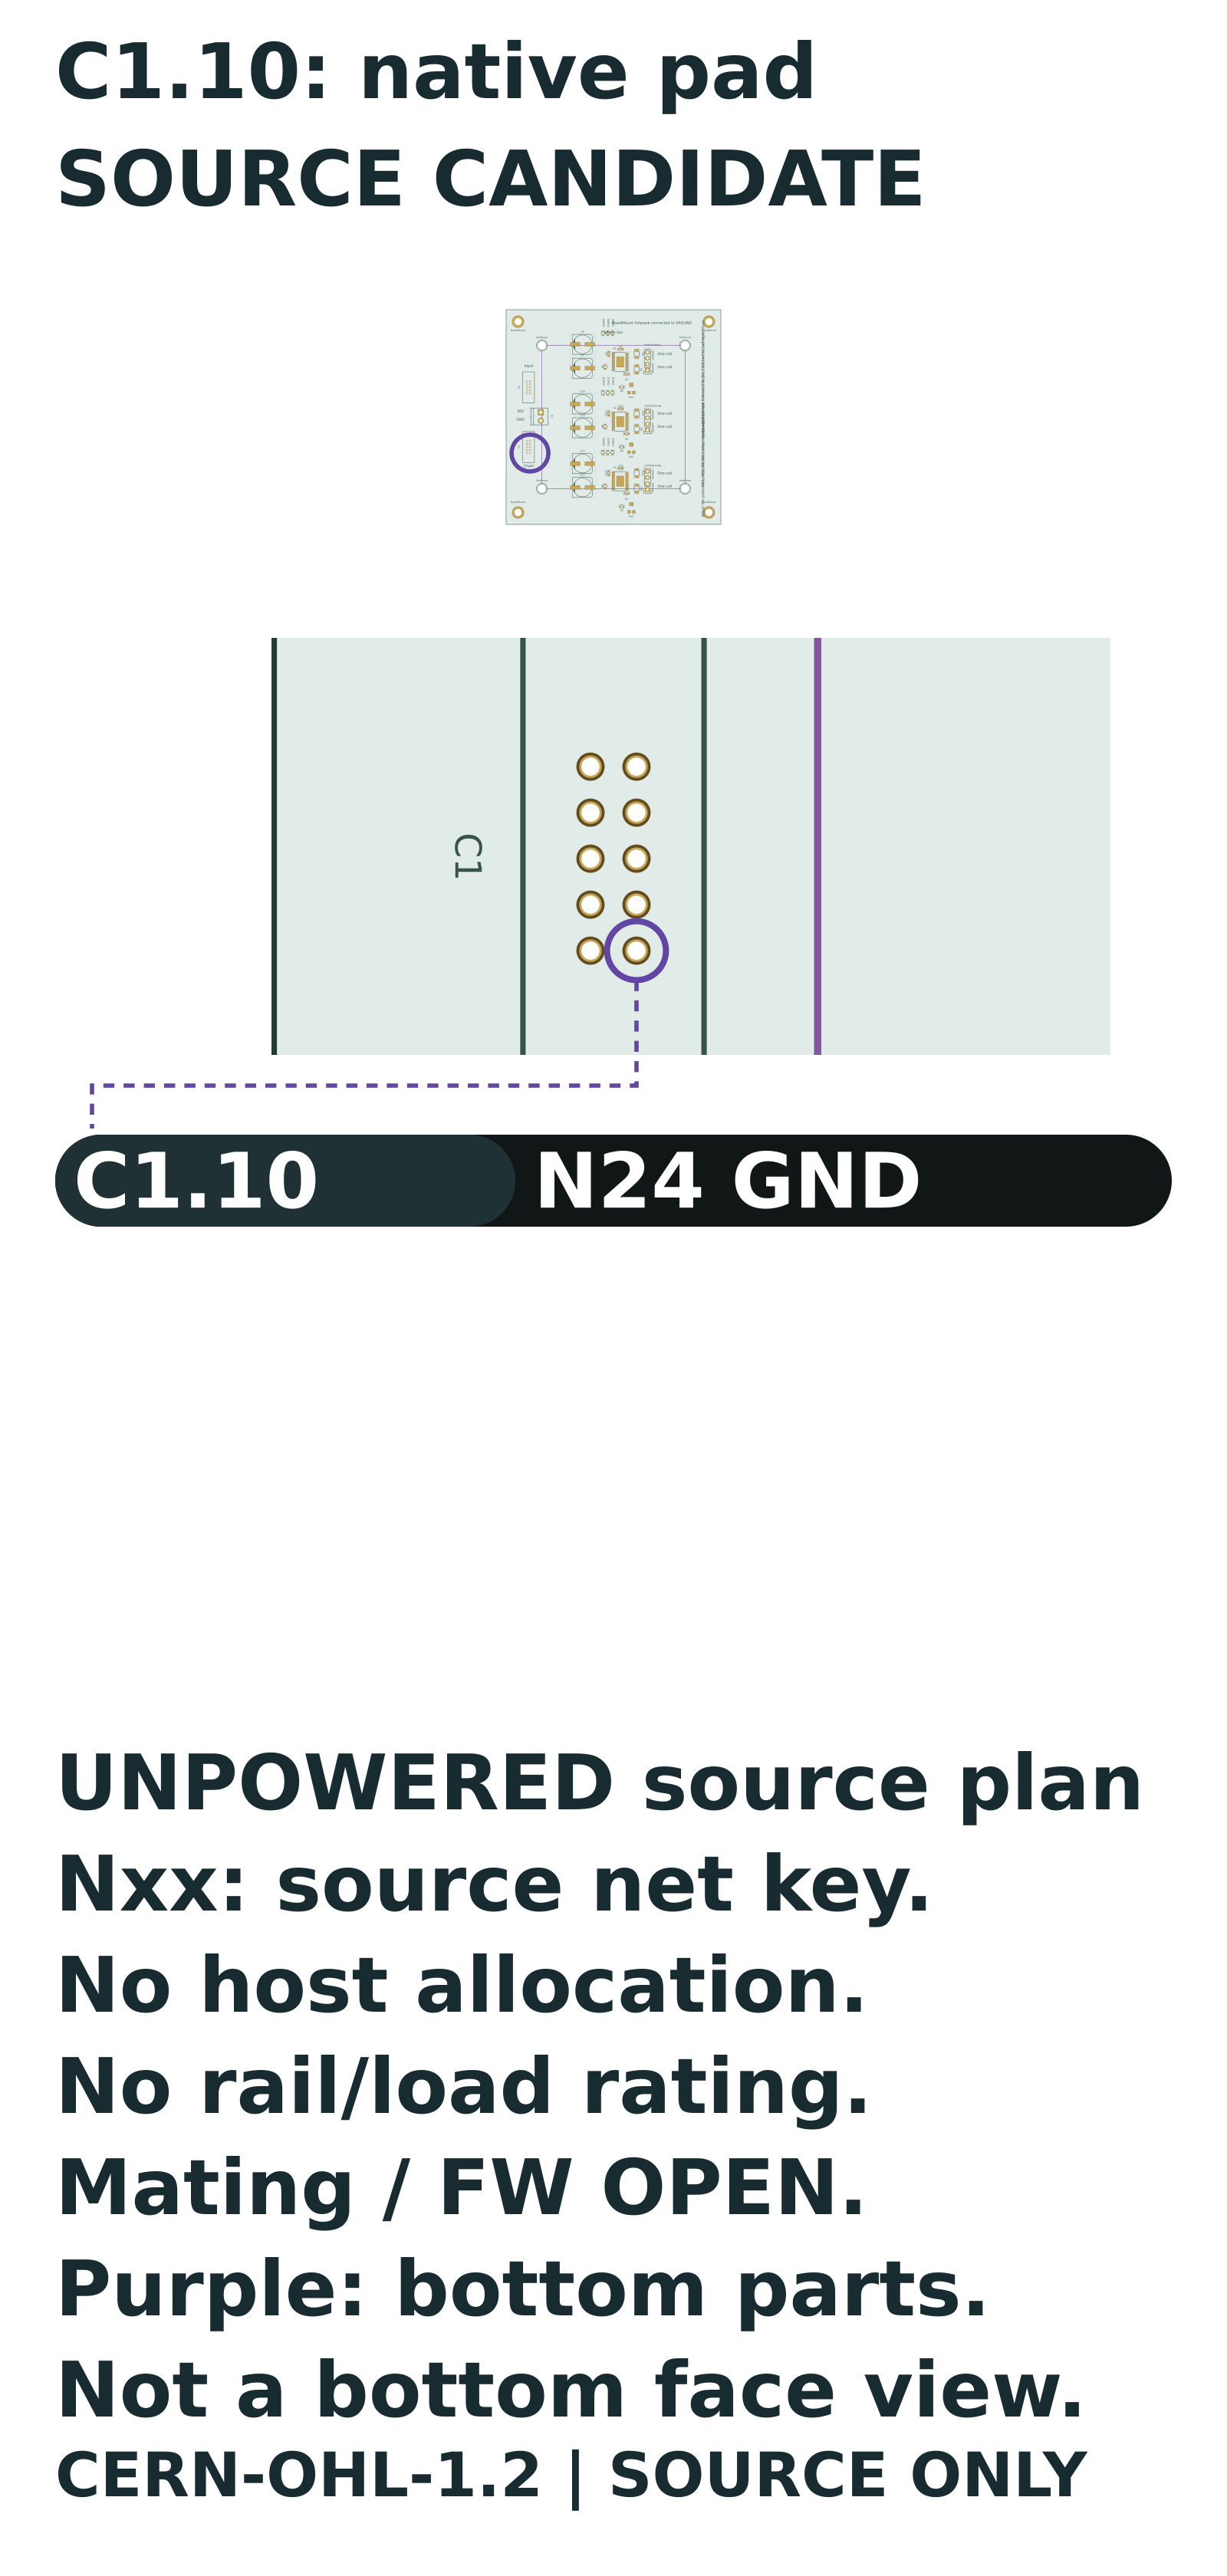 C1.10: native pad
SOURCE CANDIDATE
C1
C1.10 N24 GND
UNPOWERED source plan
Nxx: source net key.
No host allocation.
No rail/load rating.
Mating / FW OPEN.
Purple: bottom parts.
Not a bottom face view.
CERN-OHL-1.2 | SOURCE ONLY